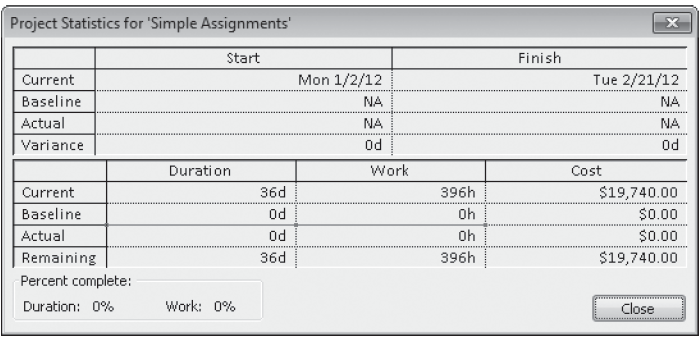 Project Statistics for 'Simple Assignments'
Start Finish
Current Mon 1/2/12 Tue 2/21/12
Baseline NA NA
Actual NA NA
Variance 0d 0d
Duration Work Cost
Current 36d 396h $19,740.00
Baseline 0d 0h $0.00
Actual 0d 0h $0.00
Remaining 36d 396h $19,740.00
Percent complete:
Duration: 0% Work: 0%
Close